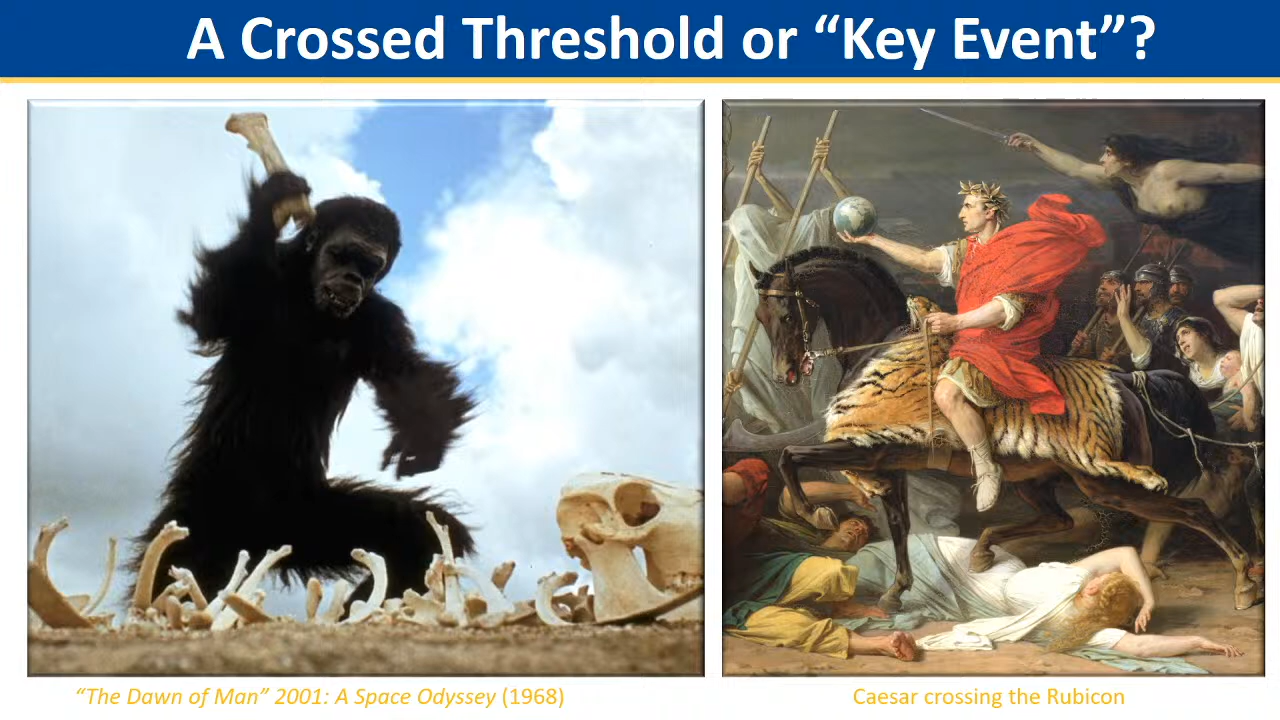 A Crossed Threshold or “Key Event”?
“The Dawn of Man” 2001: A Space Odyssey (1968)
Caesar crossing the Rubicon